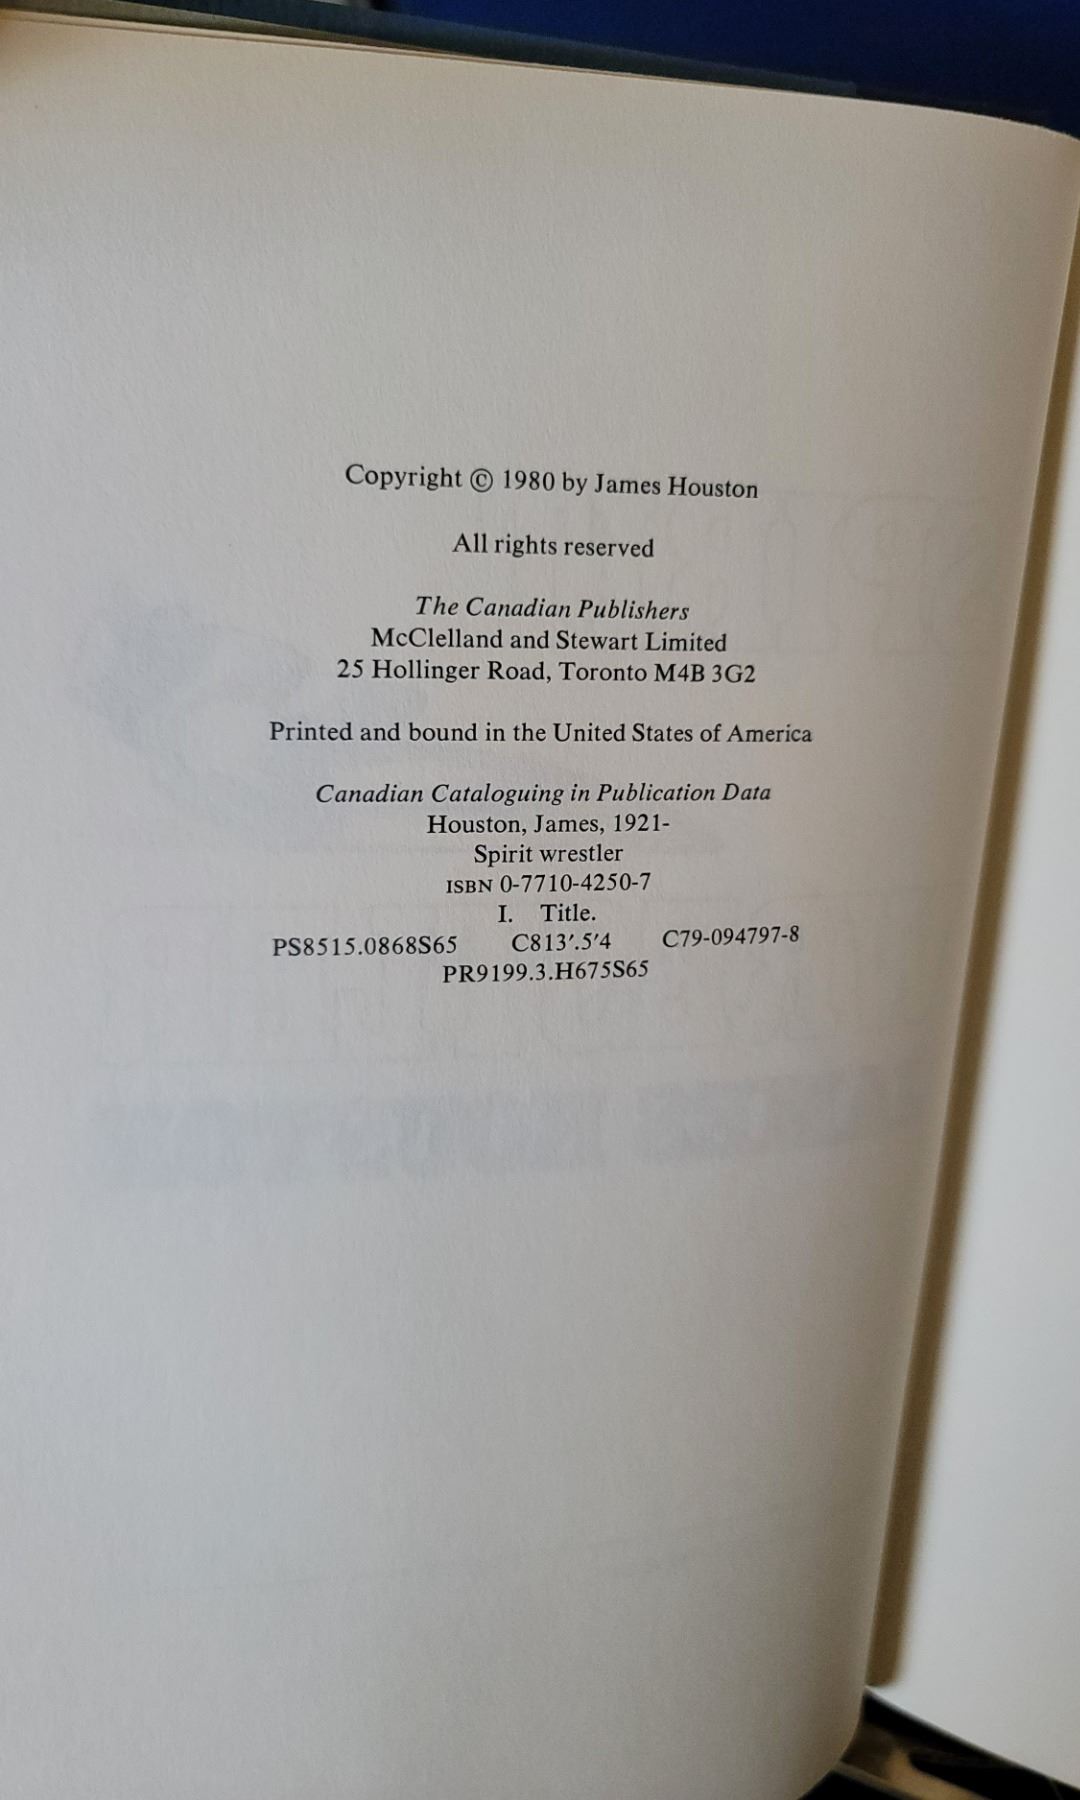 Copyright © 1980 by James Houston
All rights reserved
The Canadian Publishers
McClelland and Stewart Limited
25 Hollinger Road, Toronto M4B 3G2
Printed and bound in the United States of America
Canadian Cataloguing in Publication Data
Houston, James, 1921-
Spirit wrestler
ISBN 0-7710-4250-7
I. Title.
PS8515.0868S65 C813′.5′4 C79-094797-8
PR9199.3.H675S65